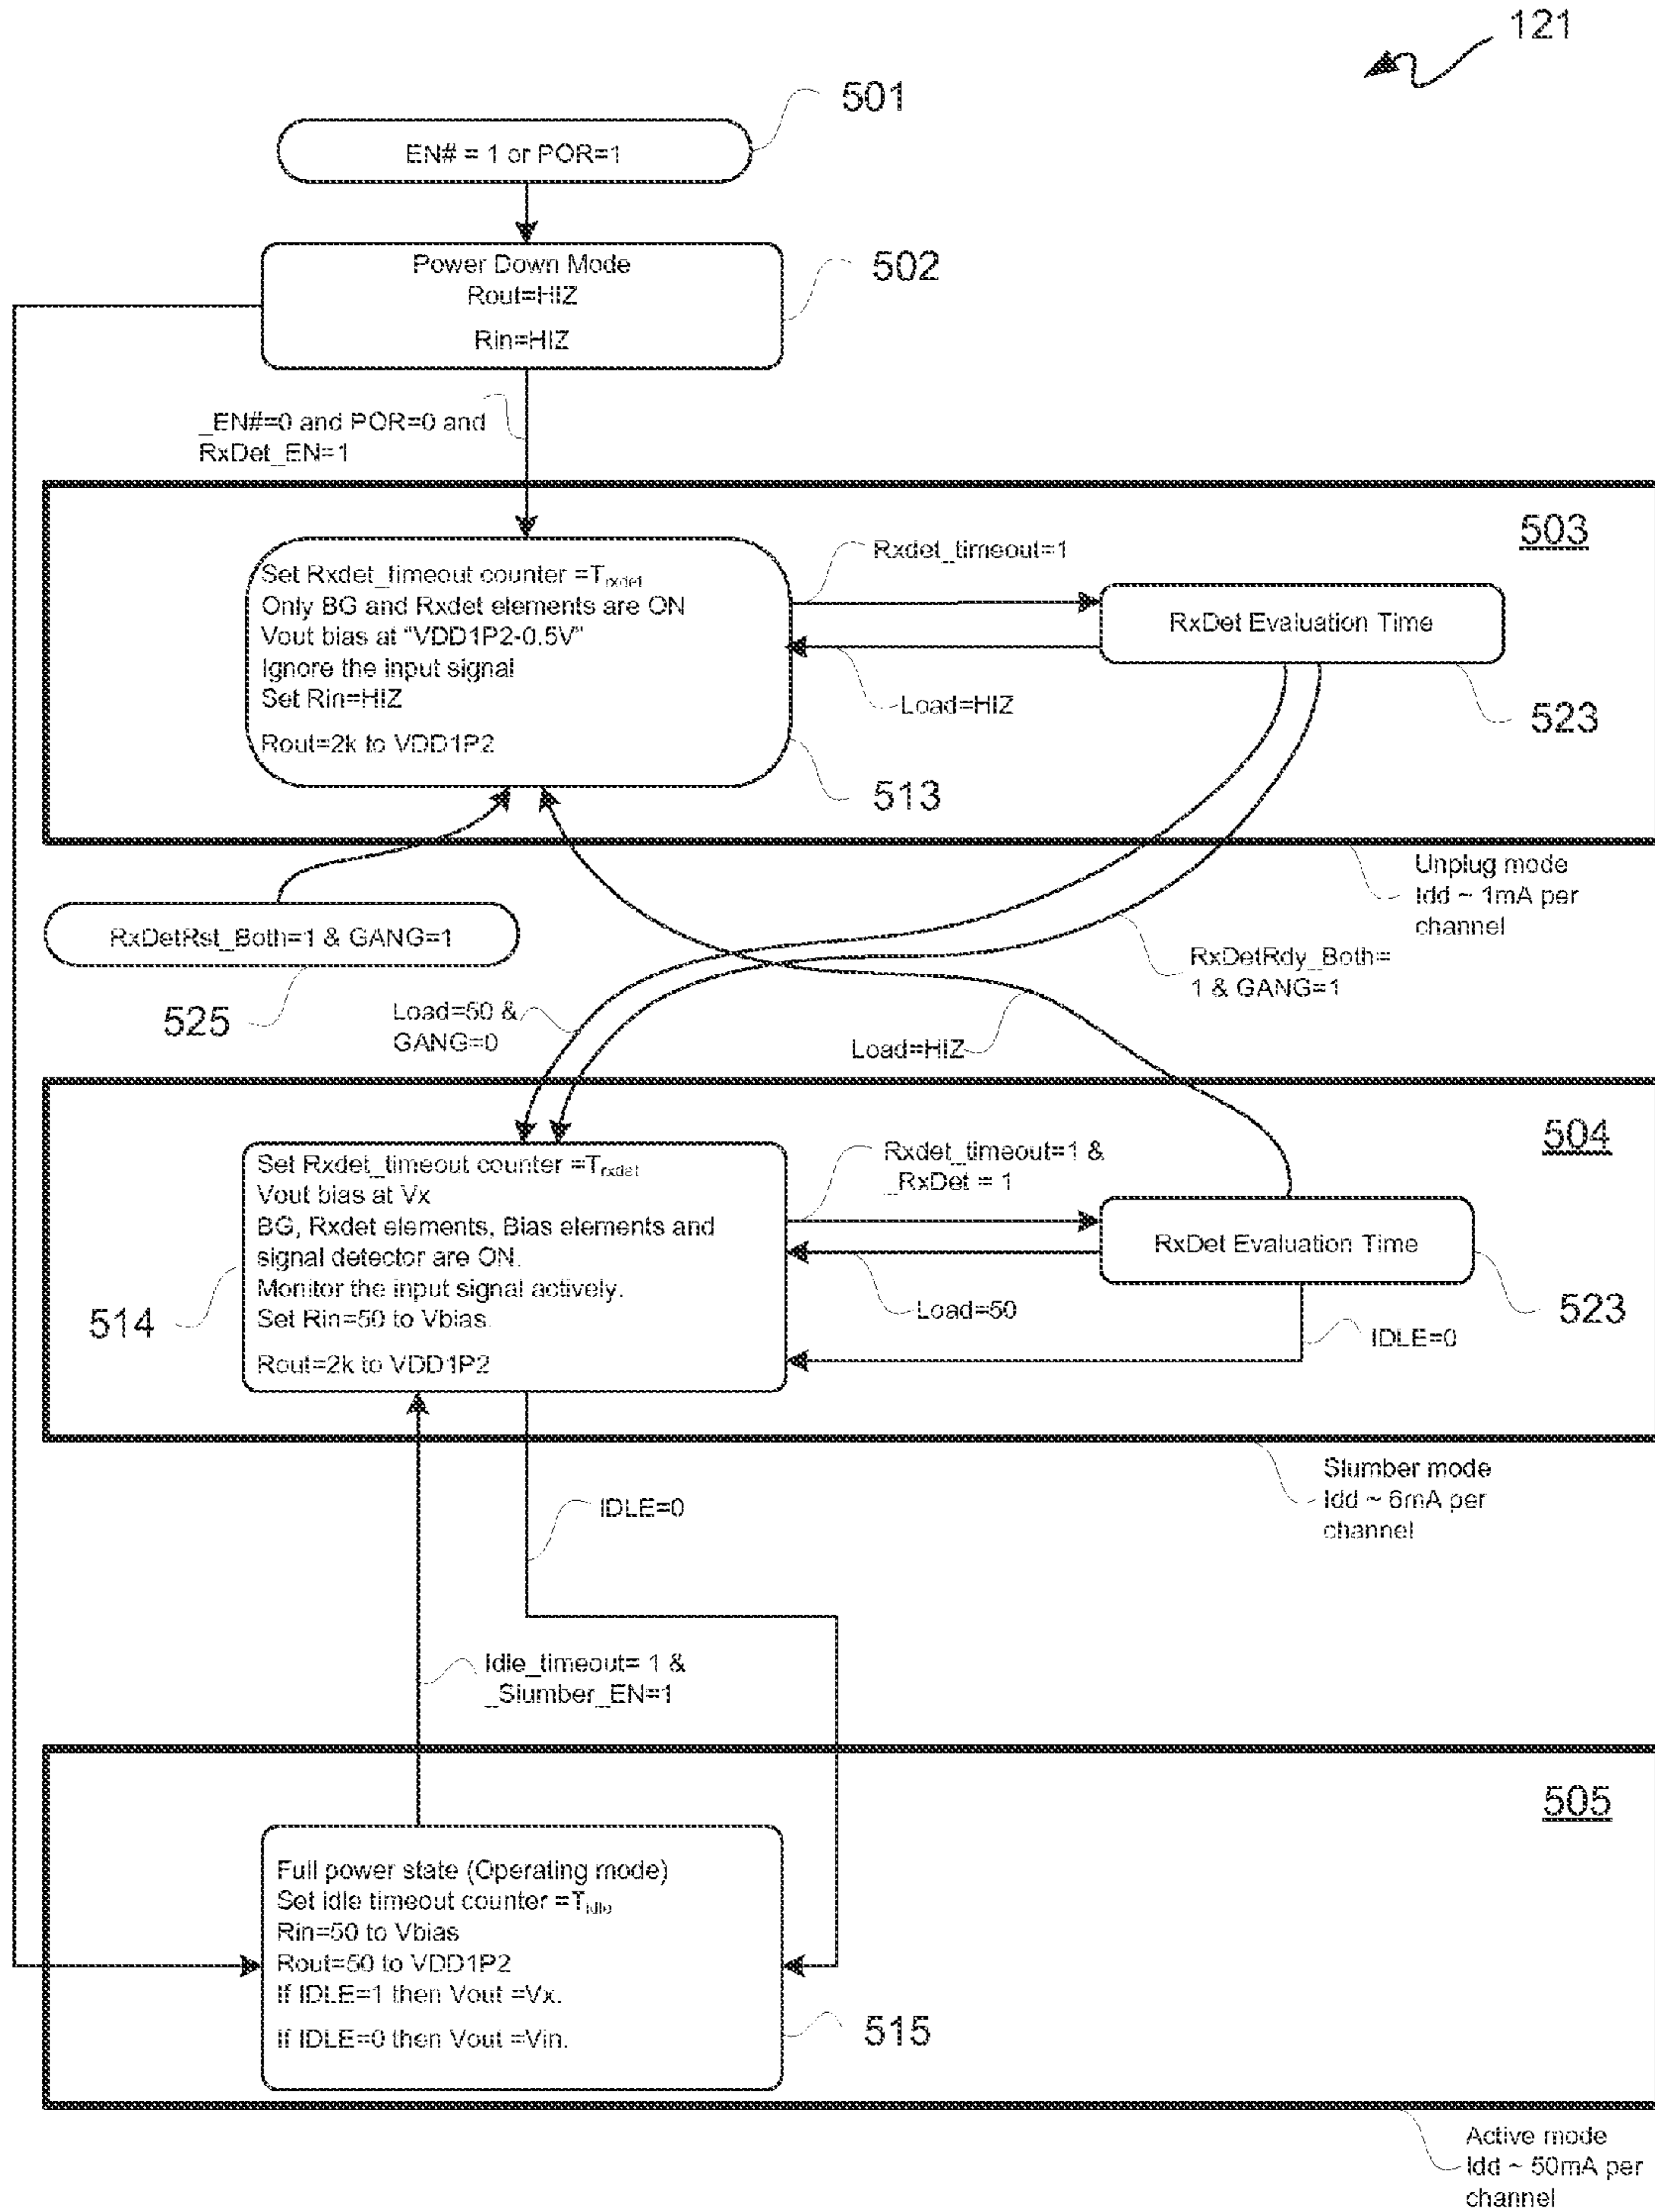 121
501
EN# = 1 or POR=1
502
Power Down Mode
Rout=HIZ
Rin=HIZ
_EN#=0 and POR=0 and
RxDet_EN=1
503
Set Rxdet_timeout counter =Trxdet
Only BG and Rxdet elements are ON
Vout bias at "VDD1P2-0.5V"
Ignore the input signal
Set Rin=HIZ
Rout=2k to VDD1P2
Rxdet_timeout=1
RxDet Evaluation Time
Load=HIZ
523
513
Unplug mode
Idd ~ 1mA per
channel
RxDetRst_Both=1 & GANG=1
525
Load=50 &
GANG=0
RxDetRdy_Both=
1 & GANG=1
Load=HIZ
504
Set Rxdet_timeout counter =Trxdet
Vout bias at Vx
BG, Rxdet elements, Bias elements and
signal detector are ON.
Monitor the input signal actively.
Set Rin=50 to Vbias.
Rout=2k to VDD1P2
514
Rxdet_timeout=1 &
_RxDet = 1
RxDet Evaluation Time
Load=50
523
IDLE=0
Slumber mode
Idd ~ 6mA per
channel
IDLE=0
Idle_timeout= 1 &
_Slumber_EN=1
505
Full power state (Operating mode)
Set idle timeout counter =Tidle
Rin=50 to Vbias
Rout=50 to VDD1P2
If IDLE=1 then Vout =Vx.
If IDLE=0 then Vout =Vin.
515
Active mode
Idd ~ 50mA per
channel